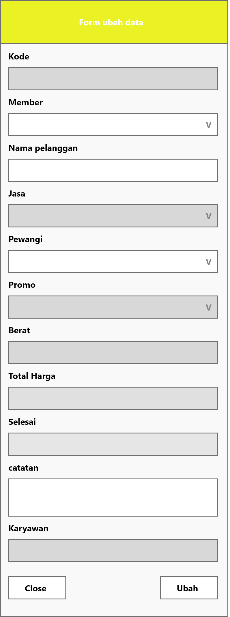 Form ubah data
Kode
Member
V
Nama pelanggan
Jasa
V
Pewangi
V
Promo
V
Berat
Total Harga
Selesai
catatan
Karyawan
Close
Ubah